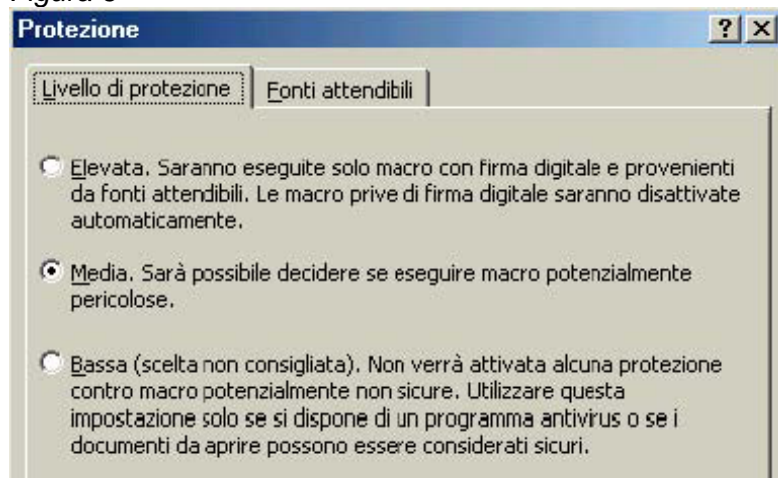 Protezione
Livello di protezione
Fonti attendibili
Elevata. Saranno eseguite solo macro con firma digitale e provenienti
da fonti attendibili. Le macro prive di firma digitale saranno disattivate
automaticamente.
Media. Sarà possibile decidere se eseguire macro potenzialmente
pericolose.
Bassa (scelta non consigliata). Non verrà attivata alcuna protezione
contro macro potenzialmente non sicure. Utilizzare questa
impostazione solo se si dispone di un programma antivirus o se i
documenti da aprire possono essere considerati sicuri.